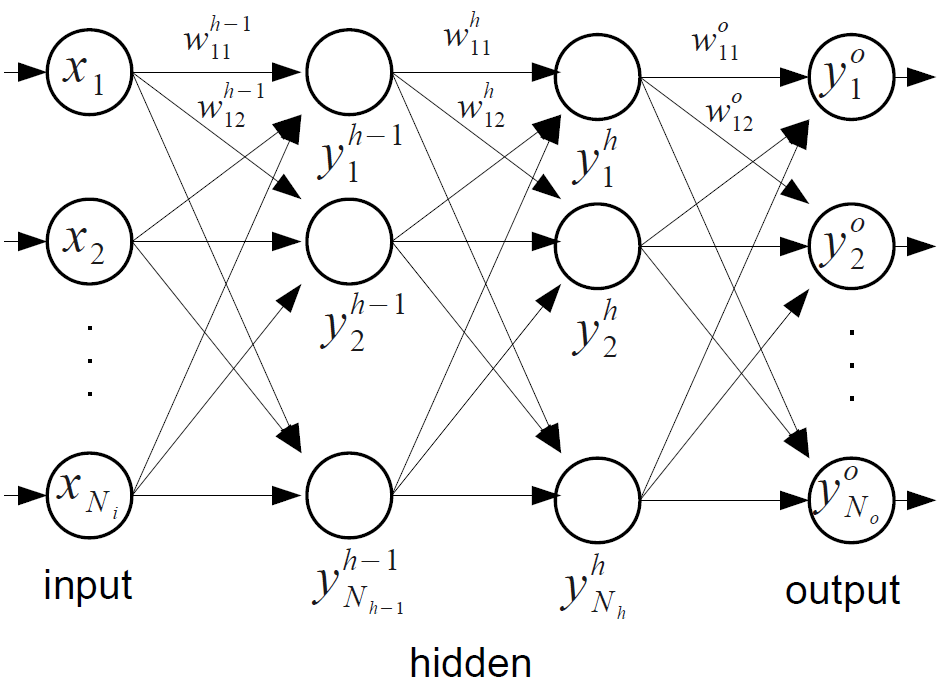 w_{11}^{h-1} w_{11}^{h} w_{11}^{o}
x_1 y_1^{o}
w_{12}^{h-1} w_{12}^{h} w_{12}^{o}
y_1^{h-1} y_1^{h}
x_2 y_2^{o}
y_2^{h-1} y_2^{h}
x_{N_i} y_{N_o}^{o}
input y_{N_{h-1}}^{h-1} y_{N_h}^{h} output
hidden